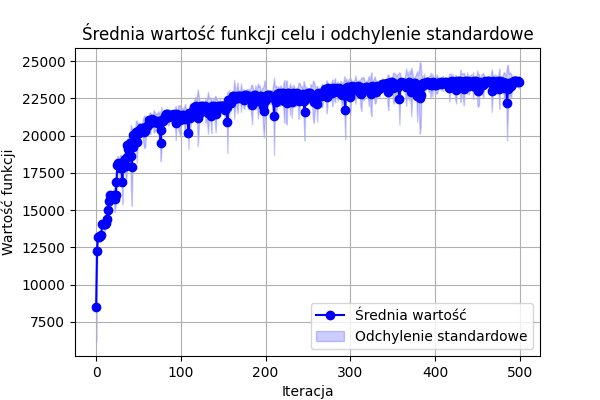 Średnia wartość funkcji celu i odchylenie standardowe
25000
22500
20000
17500
15000
12500
10000
7500
Wartość funkcji
0 100 200 300 400 500
Iteracja
Średnia wartość
Odchylenie standardowe